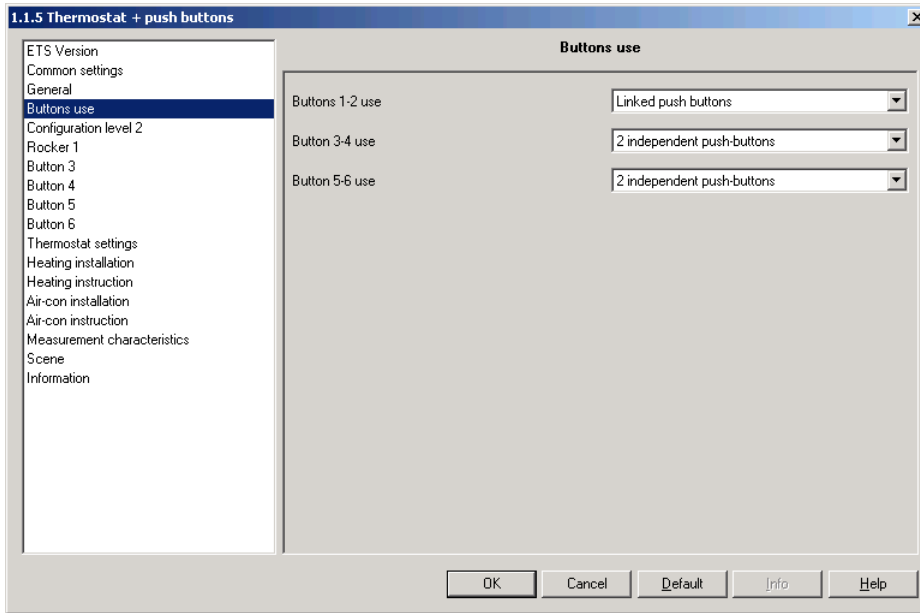 1.1.5 Thermostat + push buttons
ETS Version
Common settings
General
Buttons use
Configuration level 2
Rocker 1
Button 3
Button 4
Button 5
Button 6
Thermostat settings
Heating installation
Heating instruction
Air-con installation
Air-con instruction
Measurement characteristics
Scene
Information
Buttons use
Buttons 1-2 use Linked push buttons
Button 3-4 use 2 independent push-buttons
Button 5-6 use 2 independent push-buttons
OK Cancel Default Info Help